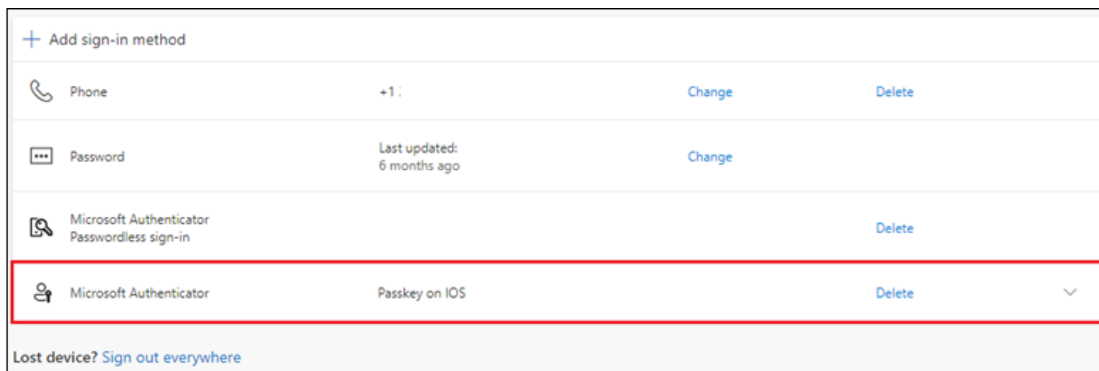 + Add sign-in method
Phone +1 Change Delete
Password Last updated: 6 months ago Change
Microsoft Authenticator
Passwordless sign-in Delete
Microsoft Authenticator Passkey on IOS Delete
Lost device? Sign out everywhere